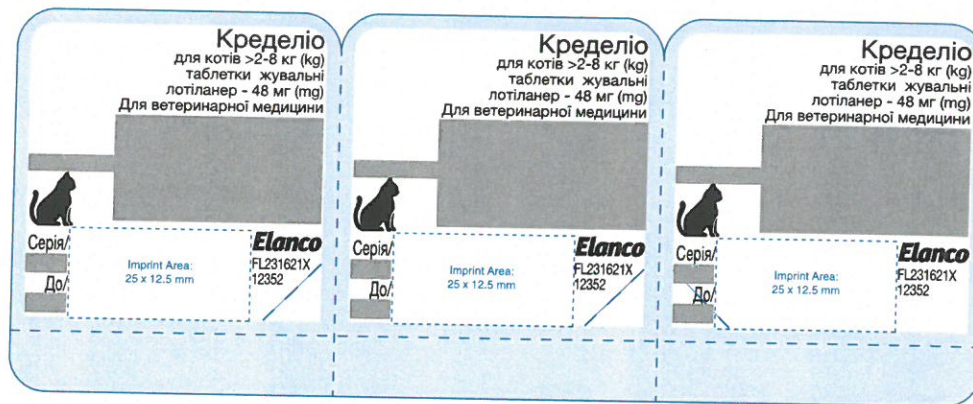 Кределіо
для котів >2-8 кг (kg)
таблетки жувальні
лотіланер - 48 мг (mg)
Для ветеринарної медицини
Серія/
До/
Imprint Area:
25 x 12.5 mm
Elanco
FL231621X
12352
Кределіо
для котів >2-8 кг (kg)
таблетки жувальні
лотіланер - 48 мг (mg)
Для ветеринарної медицини
Серія/
До/
Imprint Area:
25 x 12.5 mm
Elanco
FL231621X
12352
Кределіо
для котів >2-8 кг (kg)
таблетки жувальні
лотіланер - 48 мг (mg)
Для ветеринарної медицини
Серія/
До/
Imprint Area:
25 x 12.5 mm
Elanco
FL231621X
12352